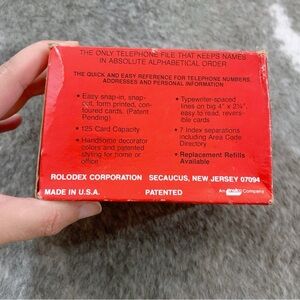 THE ONLY TELEPHONE FILE THAT KEEPS NAMES
IN ABSOLUTE ALPHABETICAL ORDER
THE QUICK AND EASY REFERENCE FOR TELEPHONE NUMBERS,
ADDRESSES AND PERSONAL INFORMATION
• Easy snap-in, snap-
out, form printed, con-
toured cards. (Patent
Pending)
• 125 Card Capacity
• Handsome decorator
colors and patented
styling for home or
office
• Typewriter-spaced
lines on big 4" x 2¼",
easy to read, revers-
ible cards
• 7 Index separations
including Area Code
Directory
• Replacement Refills
Available
ROLODEX CORPORATION SECAUCUS, NEW JERSEY 07094
MADE IN U.S.A. PATENTED An Company